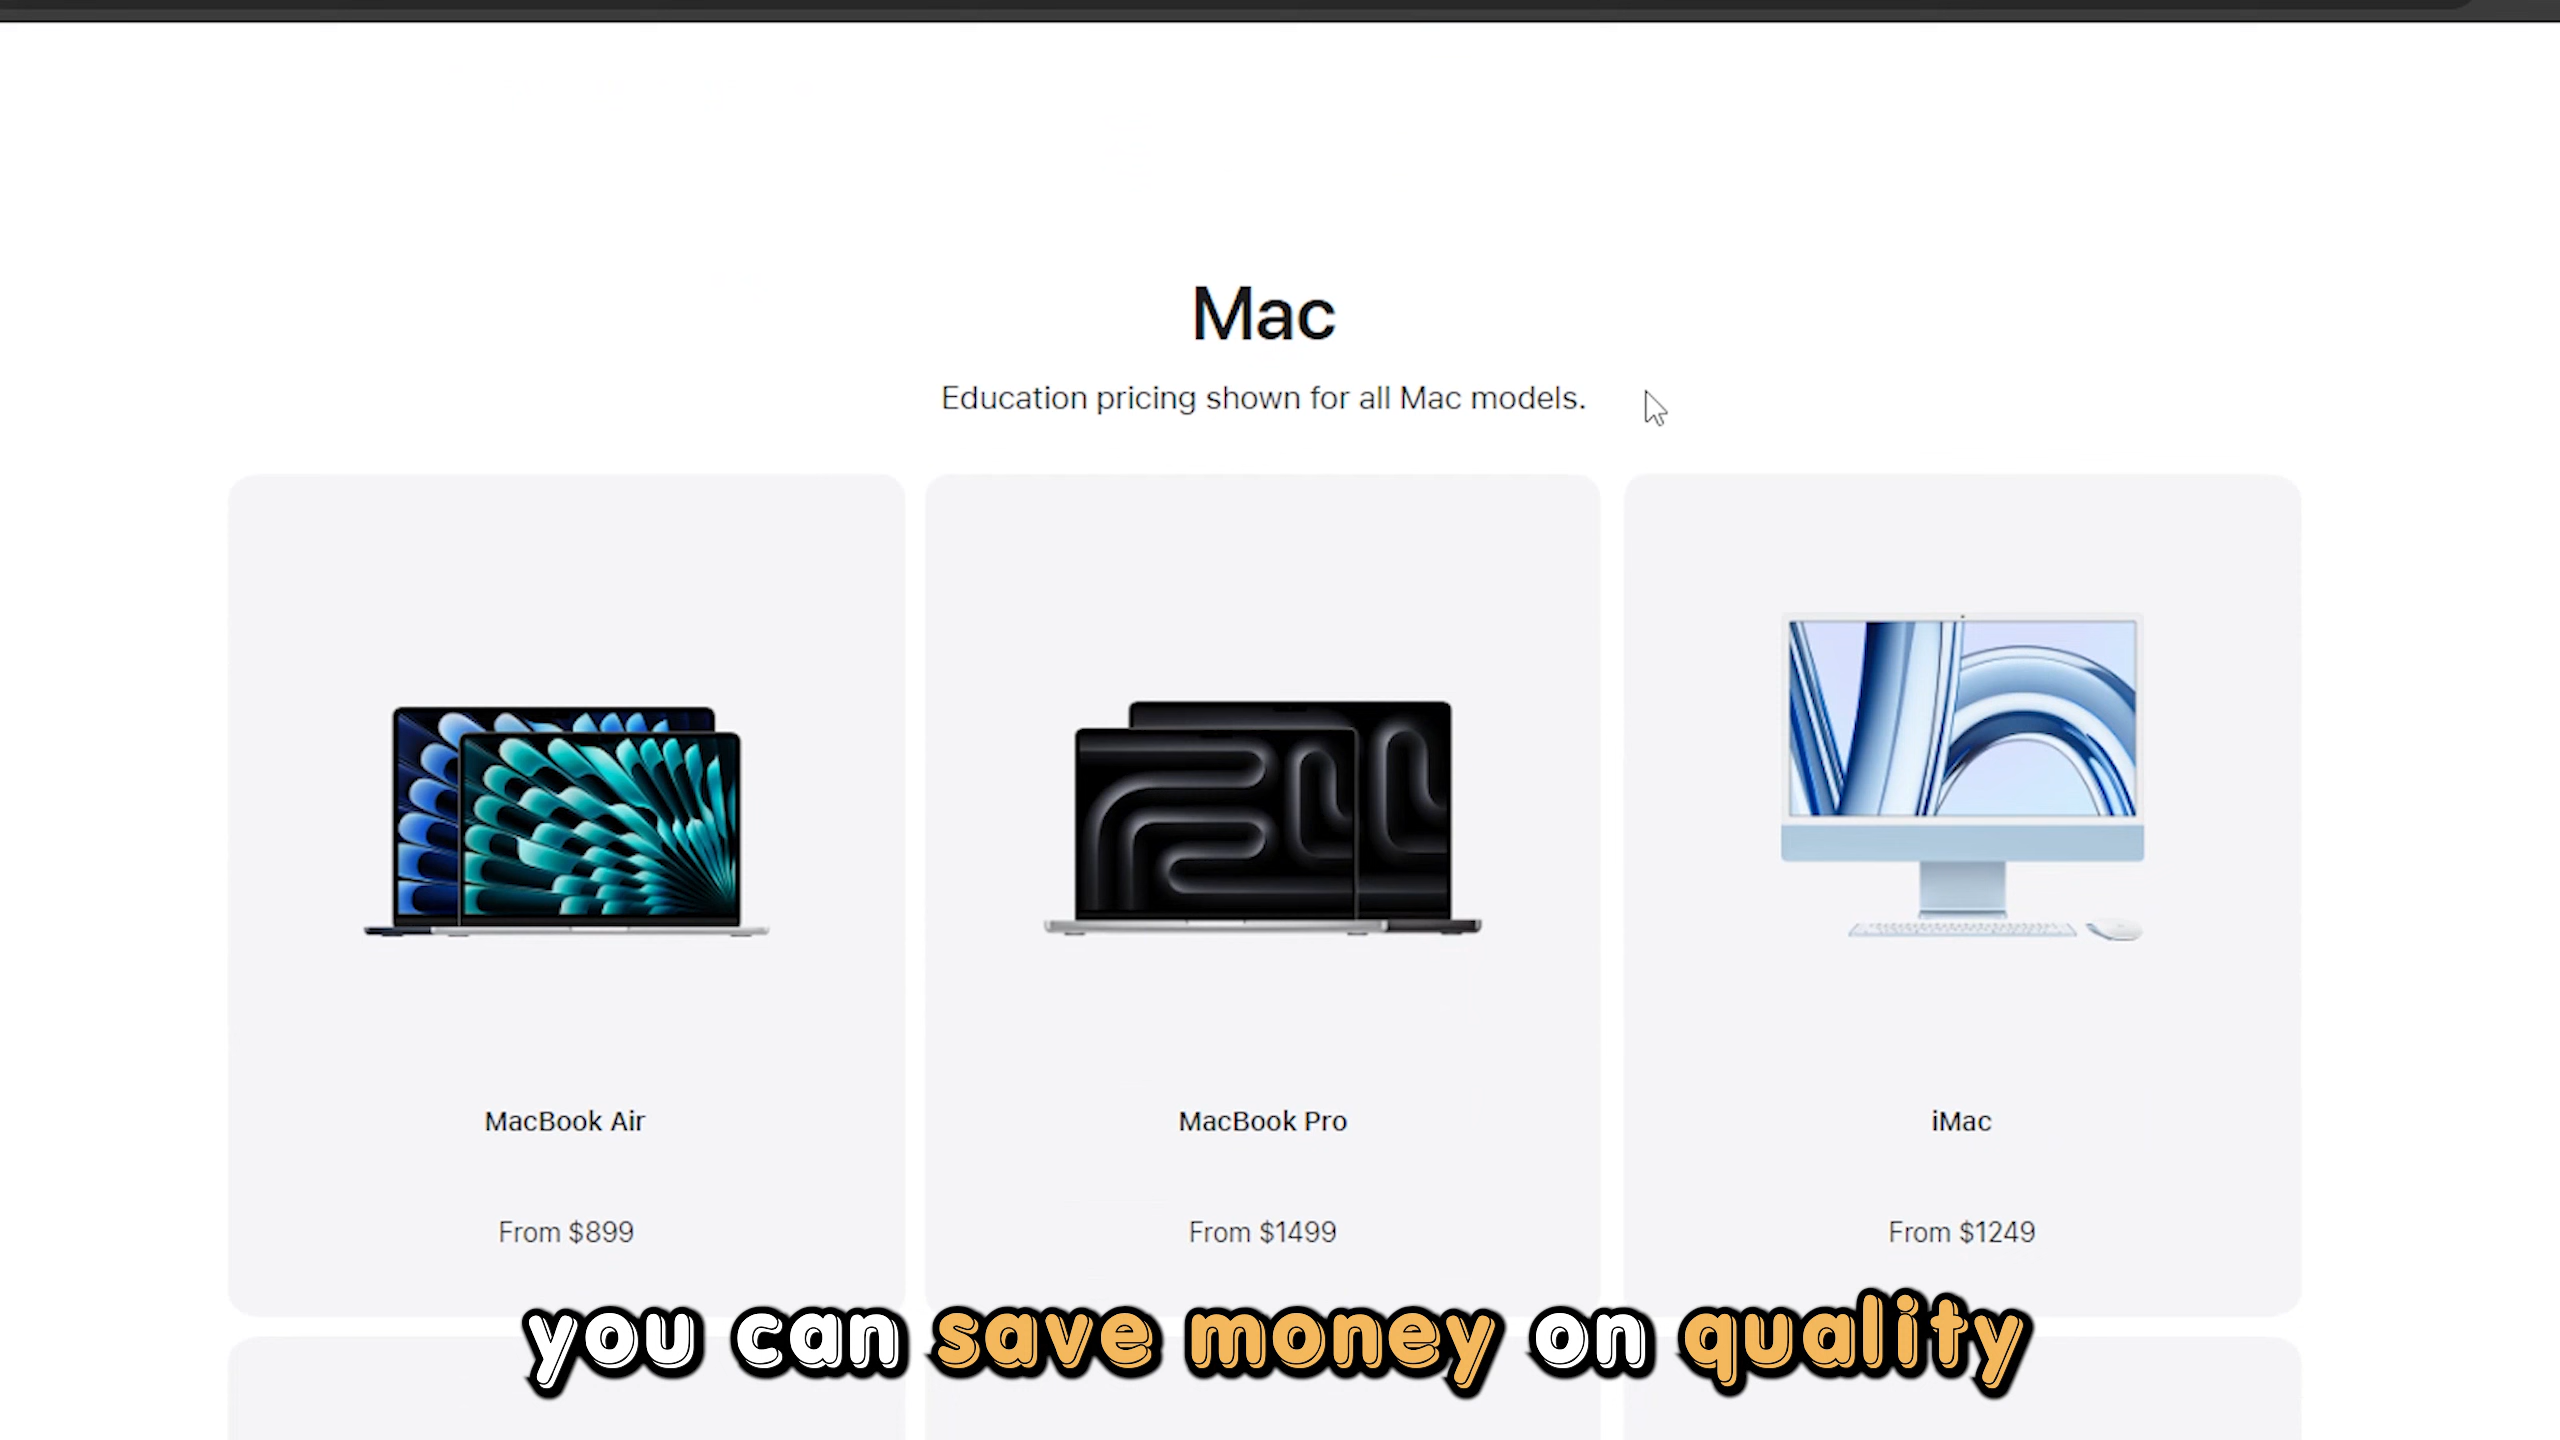 Mac
Education pricing shown for all Mac models.
MacBook Air
MacBook Pro
iMac
From $899
From $1499
From $1249
you can save money on quality